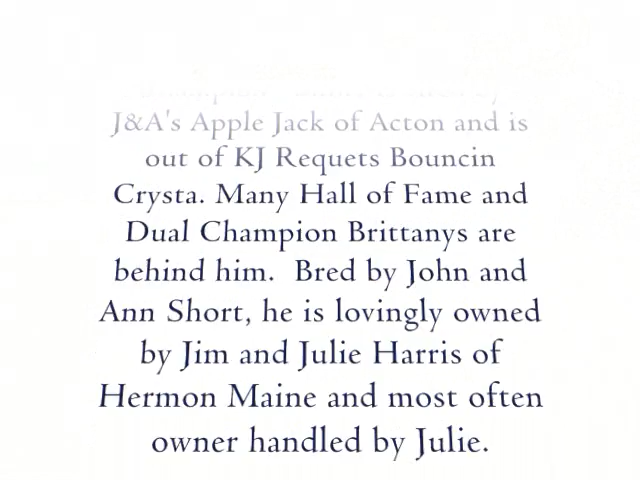 J&A's Apple Jack of Acton and is
out of KJ Requets Bouncin
Crysta. Many Hall of Fame and
Dual Champion Brittanys are
behind him.  Bred by John and
Ann Short, he is lovingly owned
by Jim and Julie Harris of
Hermon Maine and most often
owner handled by Julie.